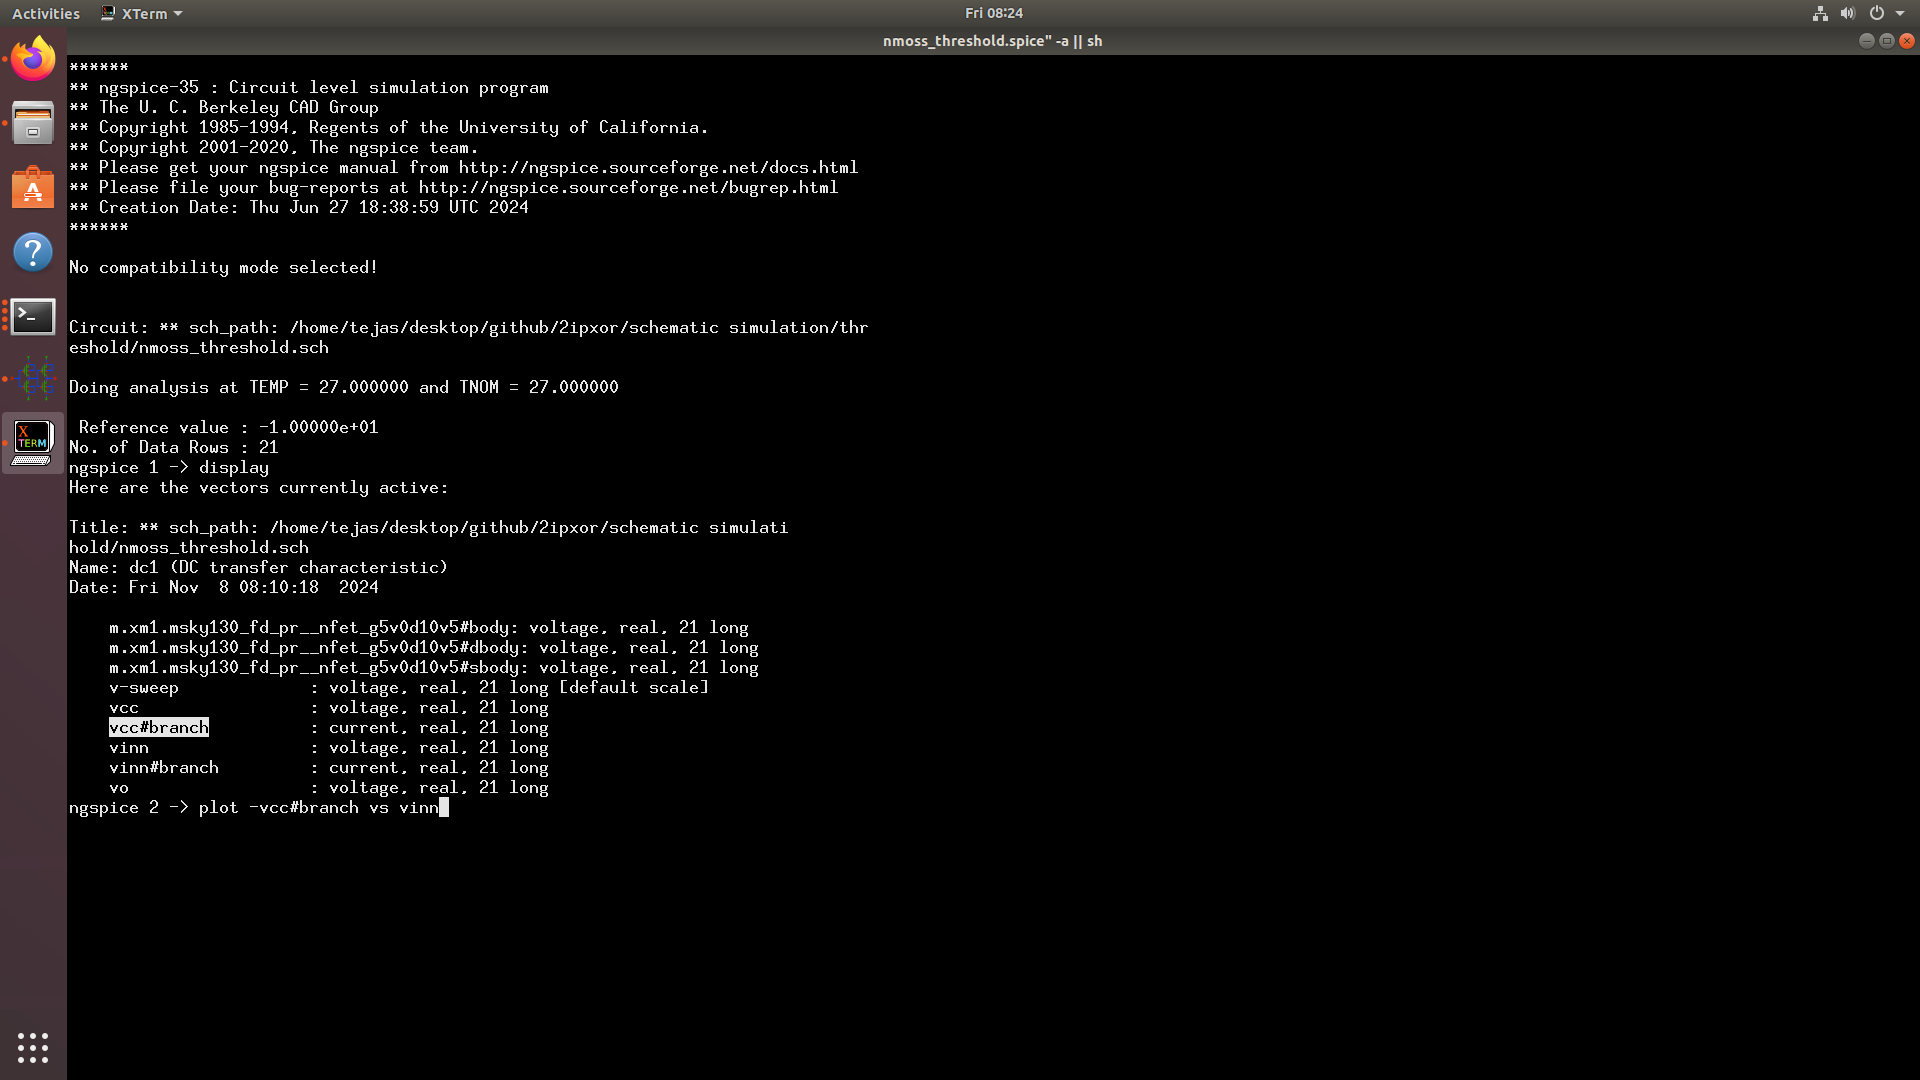 Activities XTerm Fri 08:24
nmoss_threshold.spice" -a || sh
******
** ngspice-35 : Circuit level simulation program
** The U. C. Berkeley CAD Group
** Copyright 1985-1994, Regents of the University of California.
** Copyright 2001-2020, The ngspice team.
** Please get your ngspice manual from http://ngspice.sourceforge.net/docs.html
** Please file your bug-reports at http://ngspice.sourceforge.net/bugrep.html
** Creation Date: Thu Jun 27 18:38:59 UTC 2024
******
No compatibility mode selected!
Circuit: ** sch_path: /home/tejas/desktop/github/2ipxor/schematic simulation/thr
eshold/nmoss_threshold.sch
Doing analysis at TEMP = 27.000000 and TNOM = 27.000000
Reference value : -1.00000e+01
No. of Data Rows : 21
ngspice 1 -> display
Here are the vectors currently active:
Title: ** sch_path: /home/tejas/desktop/github/2ipxor/schematic simulati
hold/nmoss_threshold.sch
Name: dc1 (DC transfer characteristic)
Date: Fri Nov  8 08:10:18  2024
m.xm1.msky130_fd_pr__nfet_g5v0d10v5#body: voltage, real, 21 long
m.xm1.msky130_fd_pr__nfet_g5v0d10v5#dbody: voltage, real, 21 long
m.xm1.msky130_fd_pr__nfet_g5v0d10v5#sbody: voltage, real, 21 long
v-sweep             : voltage, real, 21 long [default scale]
vcc                 : voltage, real, 21 long
vcc#branch          : current, real, 21 long
vinn                : voltage, real, 21 long
vinn#branch         : current, real, 21 long
vo                  : voltage, real, 21 long
ngspice 2 -> plot -vcc#branch vs vinn
X
TERM